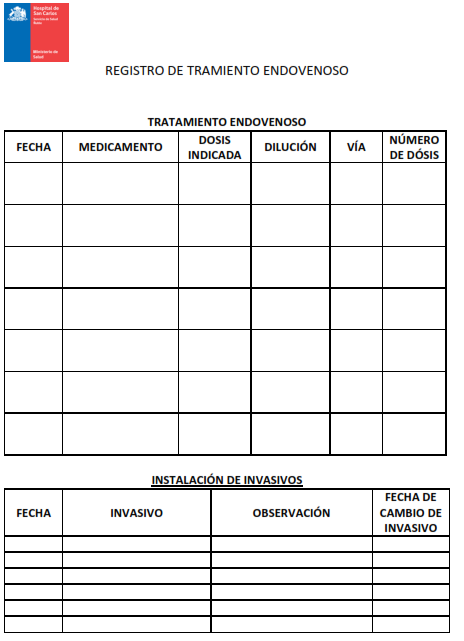 Hospital de
San Carlos
Servicio de Salud
Ñuble
Ministerio de
Salud
REGISTRO DE TRAMIENTO ENDOVENOSO
TRATAMIENTO ENDOVENOSO
FECHA MEDICAMENTO DOSIS INDICADA DILUCIÓN VÍA NÚMERO DE DÓSIS
INSTALACIÓN DE INVASIVOS
FECHA INVASIVO OBSERVACIÓN FECHA DE CAMBIO DE INVASIVO